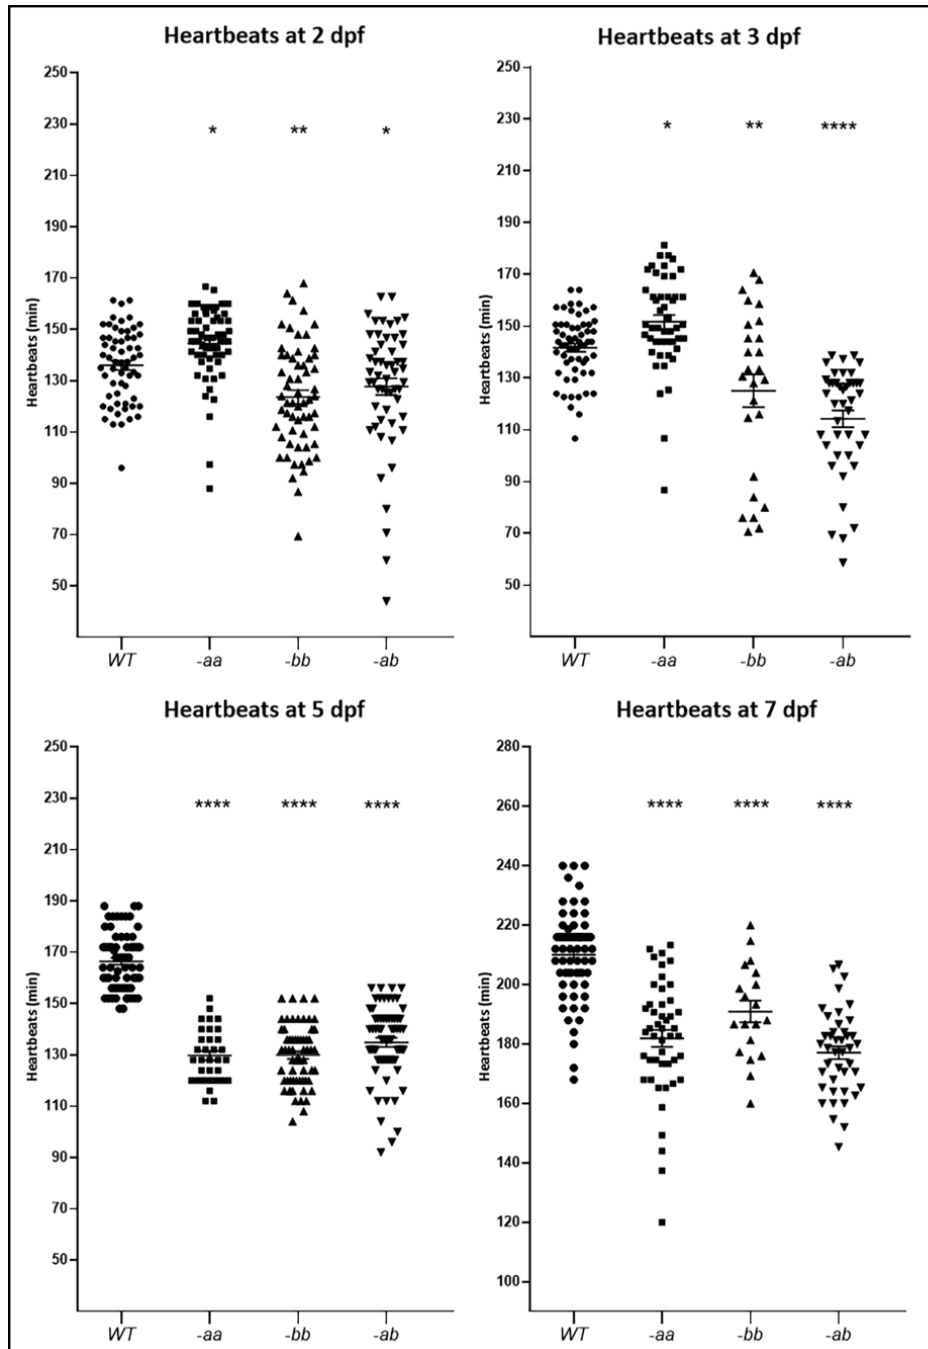 Heartbeats at 2 dpf
Heartbeats (min)
250
230
210
190
170
150
130
110
90
70
50
* ** *
WT -aa -bb -ab
Heartbeats at 3 dpf
Heartbeats (min)
250
230
210
190
170
150
130
110
90
70
50
* ** ****
WT -aa -bb -ab
Heartbeats at 5 dpf
Heartbeats (min)
250
230
210
190
170
150
130
110
90
70
50
**** **** ****
WT -aa -bb -ab
Heartbeats at 7 dpf
Heartbeats (min)
280
260
240
220
200
180
160
140
120
100
**** **** ****
WT -aa -bb -ab